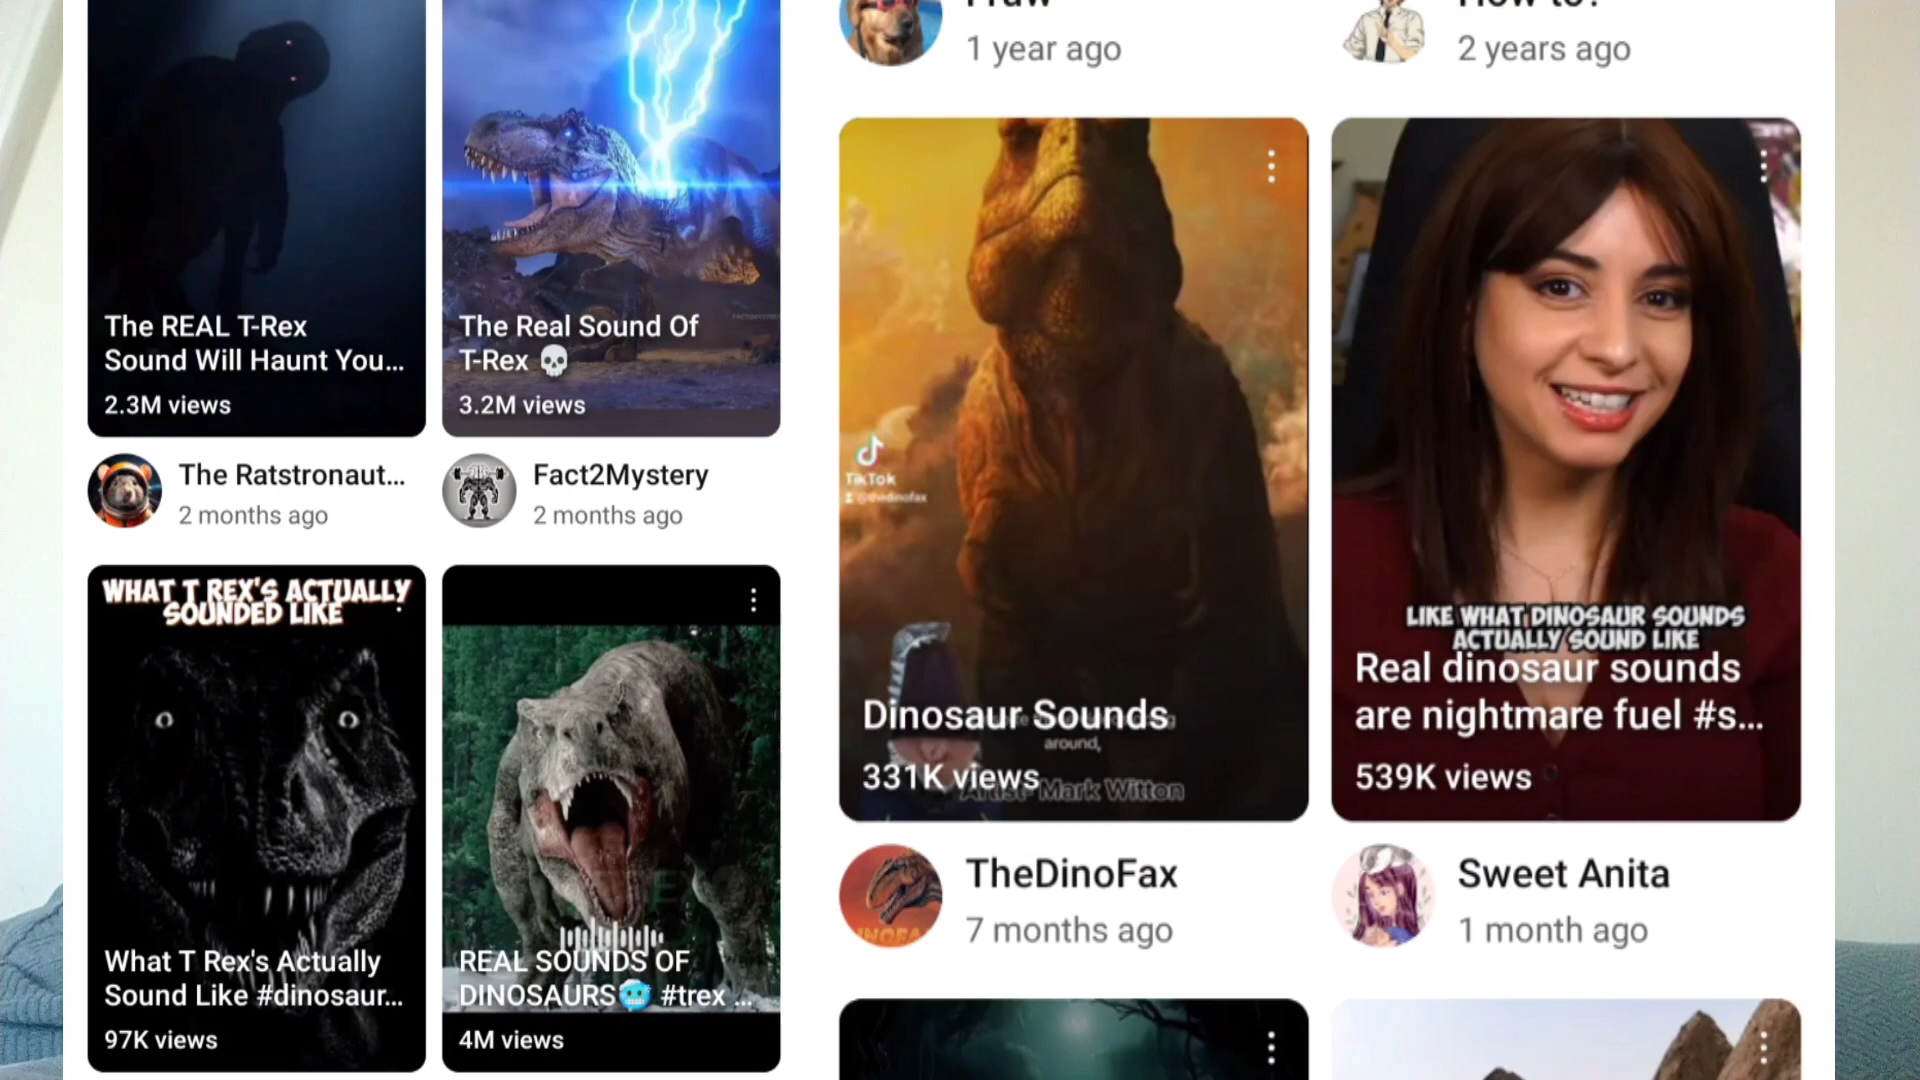 The REAL T-Rex
Sound Will Haunt You...
2.3M views
The Ratstronaut...
2 months ago
The Real Sound Of
T-Rex 💀
3.2M views
Fact2Mystery
2 months ago
WHAT T REX'S ACTUALLY
SOUNDED LIKE
What T Rex's Actually
Sound Like #dinosaur...
97K views
REAL SOUNDS OF
DINOSAURS🥶 #trex ...
4M views
1 year ago
How to?
2 years ago
TikTok
@thedinofax
Dinosaur Sounds
around,
331K views
Artist- Mark Witton
TheDinoFax
7 months ago
LIKE WHAT DINOSAUR SOUNDS
ACTUALLY SOUND LIKE
Real dinosaur sounds
are nightmare fuel #s...
539K views
Sweet Anita
1 month ago